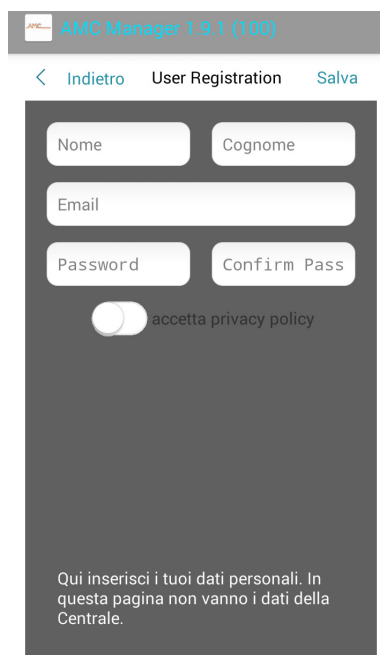 AMC
AMC Manager 1.9.1 (100)
Indietro User Registration Salva
Nome Cognome
Email
Password Confirm Pass
accetta privacy policy
Qui inserisci i tuoi dati personali. In
questa pagina non vanno i dati della
Centrale.